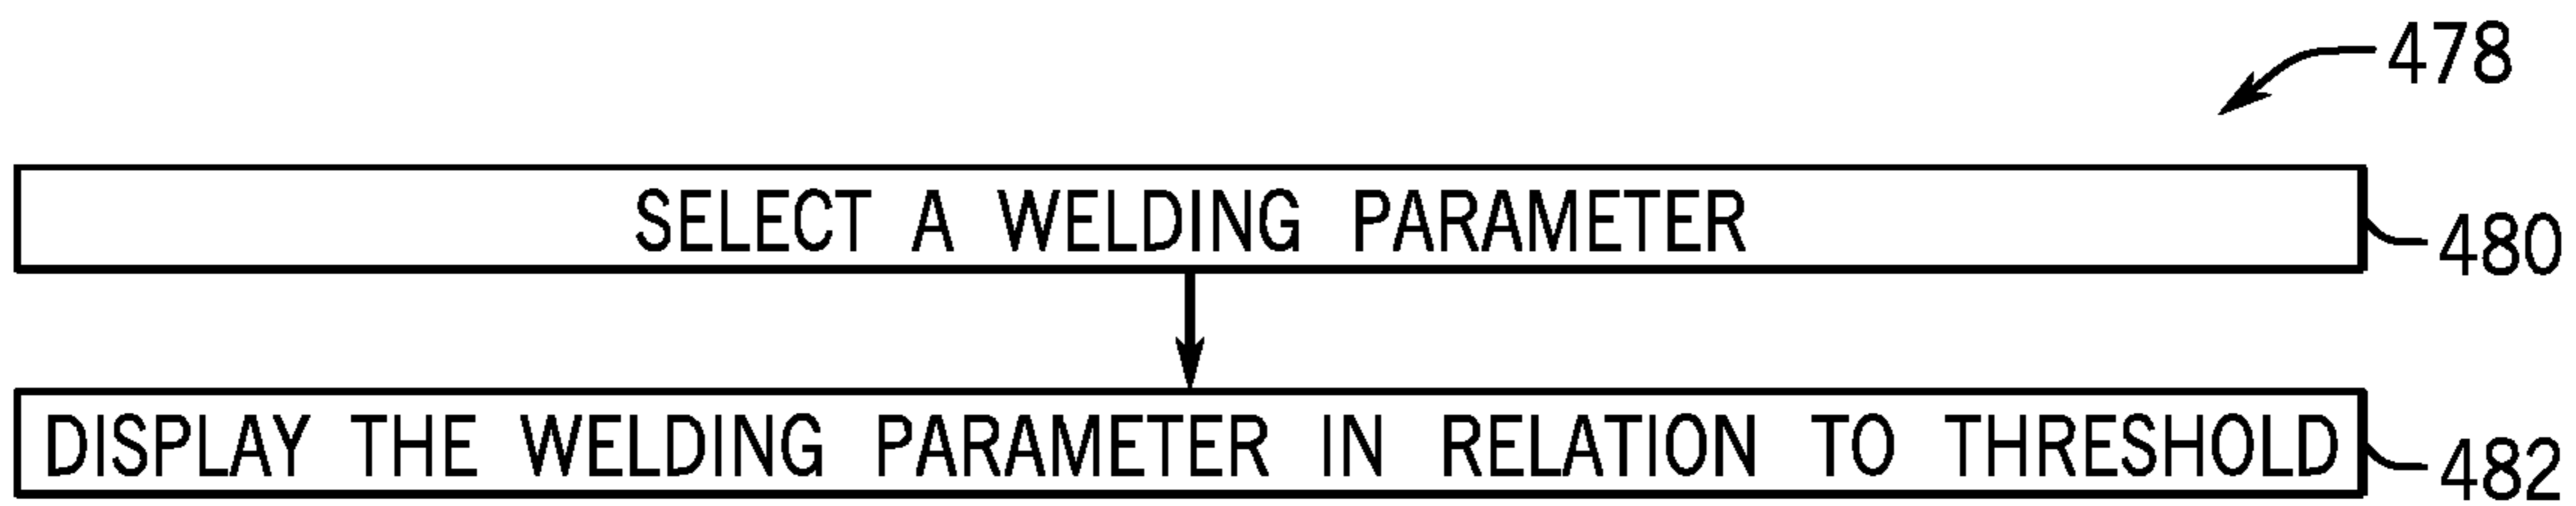 478
SELECT A WELDING PARAMETER
480
DISPLAY THE WELDING PARAMETER IN RELATION TO THRESHOLD
482